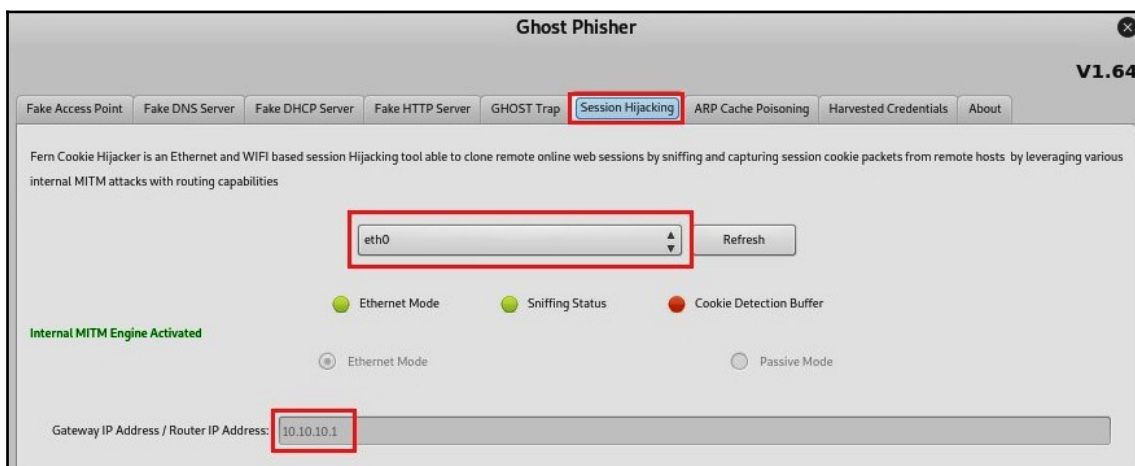 Ghost Phisher
V1.64
Fake Access Point
Fake DNS Server
Fake DHCP Server
Fake HTTP Server
GHOST Trap
Session Hijacking
ARP Cache Poisoning
Harvested Credentials
About
Fern Cookie Hijacker is an Ethernet and WIFI based session Hijacking tool able to clone remote online web sessions by sniffing and capturing session cookie packets from remote hosts by leveraging various
internal MITM attacks with routing capabilities
eth0
Refresh
Ethernet Mode
Sniffing Status
Cookie Detection Buffer
Internal MITM Engine Activated
Ethernet Mode
Passive Mode
Gateway IP Address / Router IP Address:
10.10.10.1